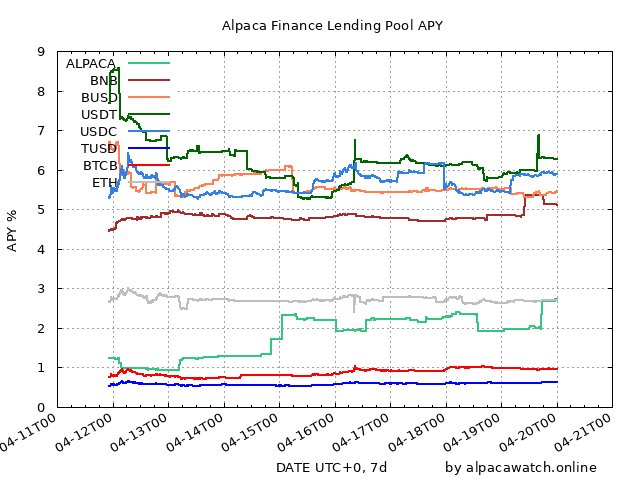 Alpaca Finance Lending Pool APY
9
8
7
6
5
4
3
2
1
0
APY %
ALPACA
BNB
BUSD
USDT
USDC
TUSD
BTCB
ETH
04-11T00
04-12T00
04-13T00
04-14T00
04-15T00
04-16T00
04-17T00
04-18T00
04-19T00
04-20T00
04-21T00
DATE UTC+0, 7d
by alpacawatch.online